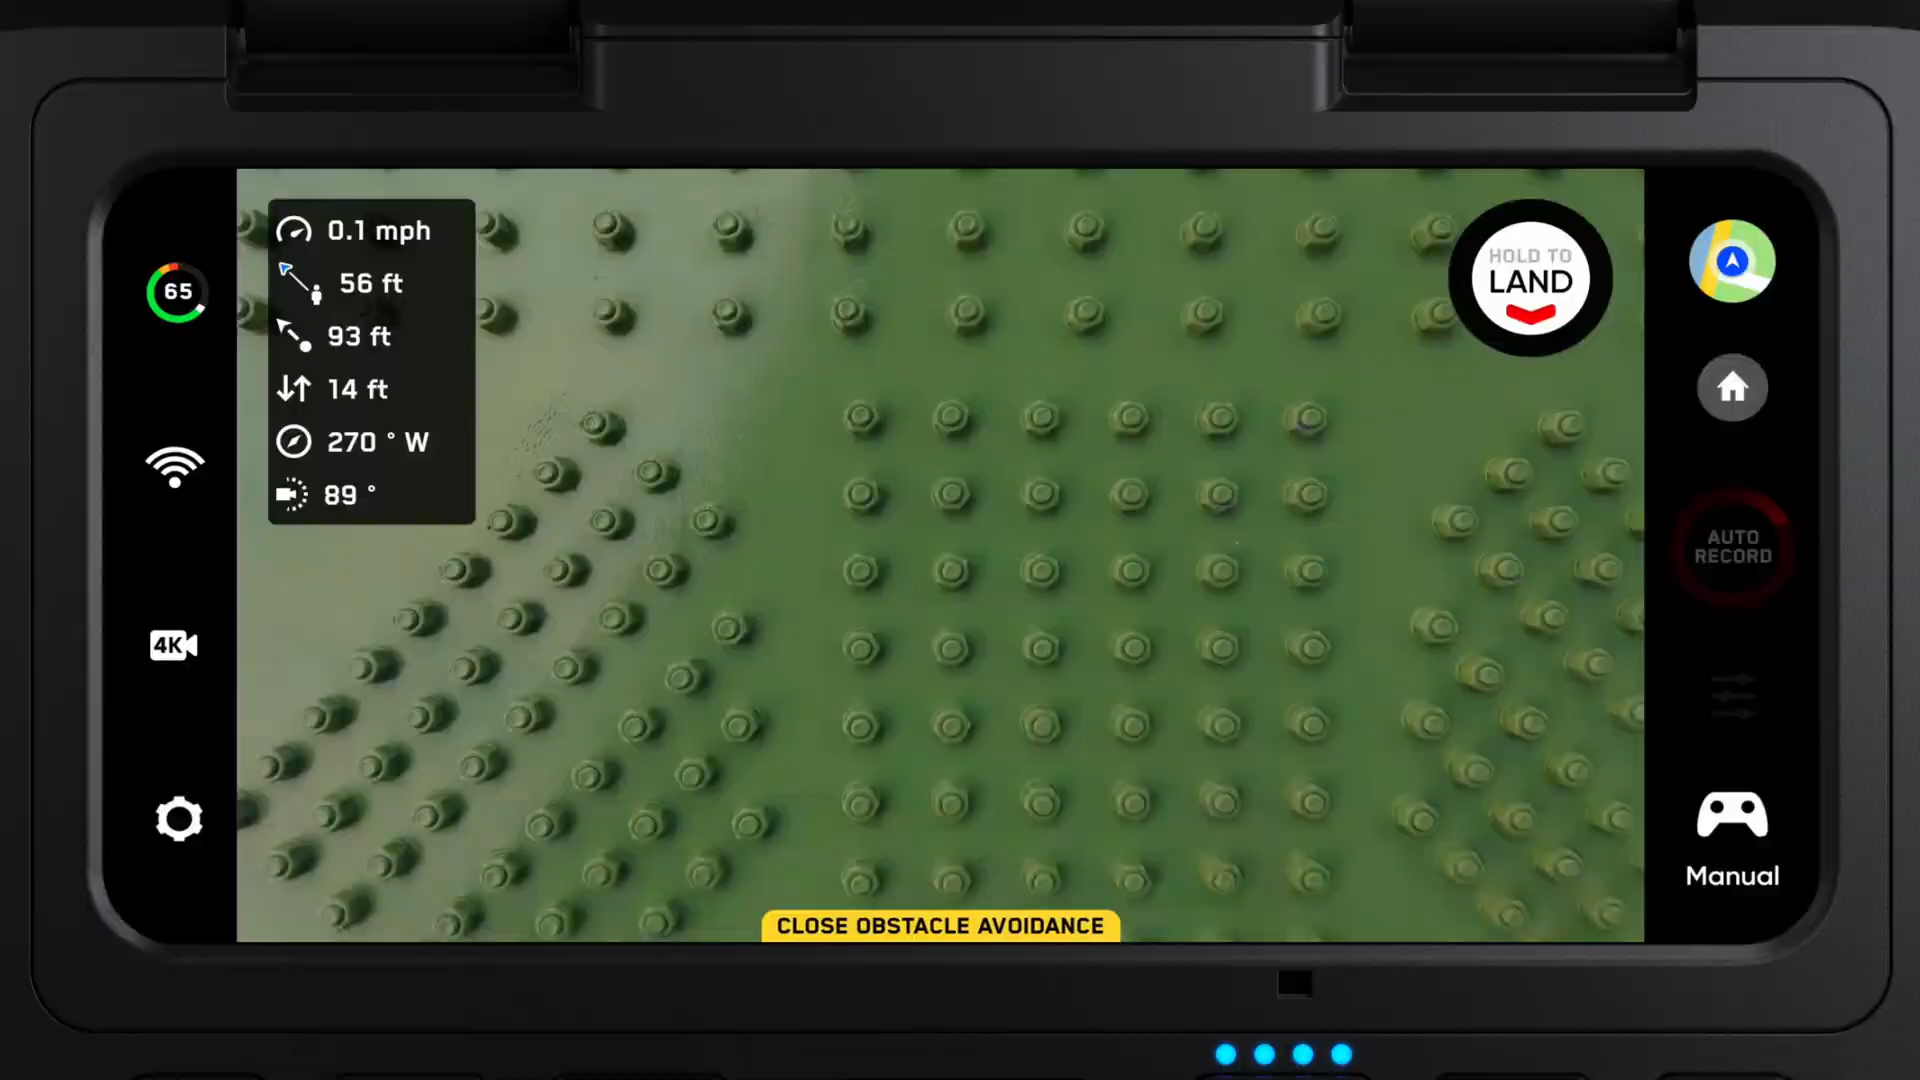 65
4K
0.1 mph
56 ft
93 ft
14 ft
270 ° W
89 °
HOLD TO
LAND
AUTO
RECORD
Manual
CLOSE OBSTACLE AVOIDANCE